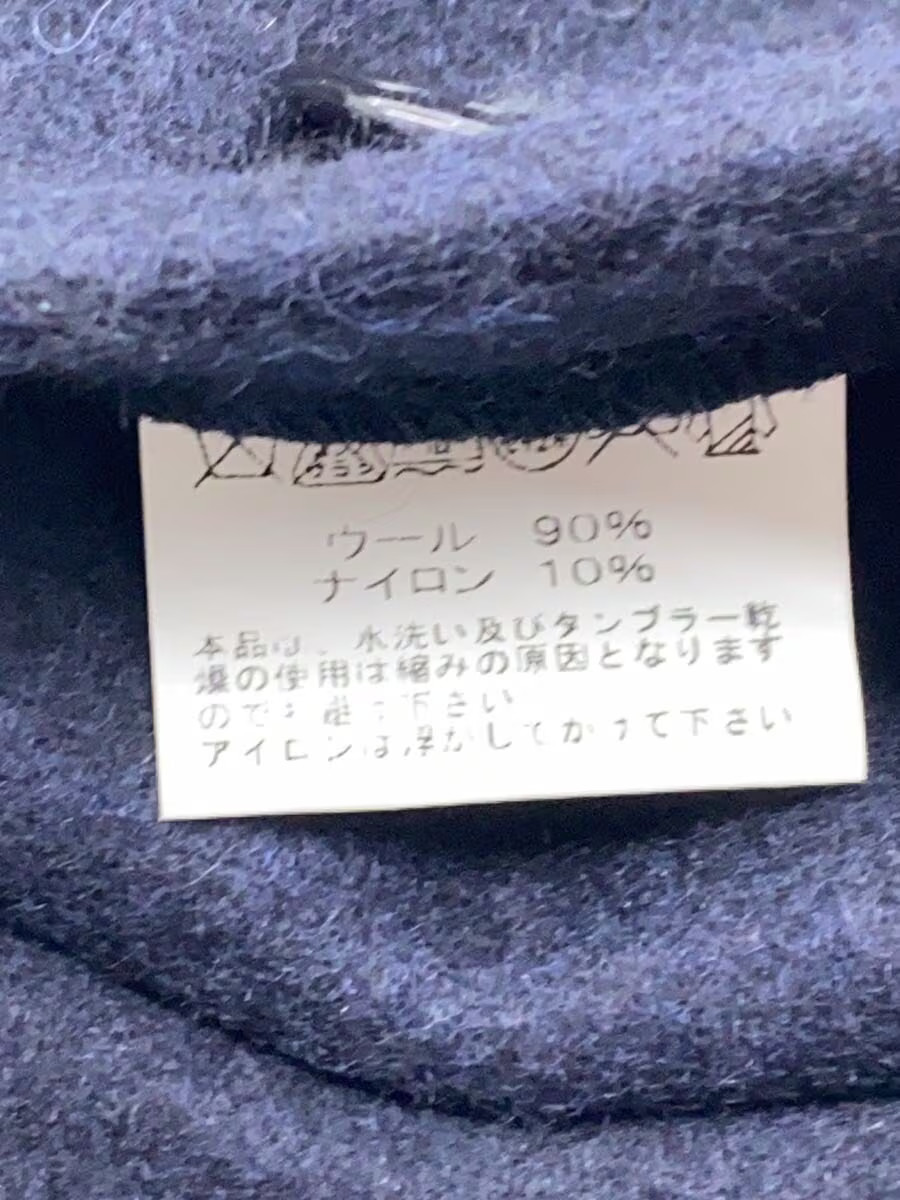 ウール 90%
ナイロン 10%
本品は、水洗い及びタンブラー乾
燥の使用は縮みの原因となります
ので 下さい
アイロンは浮かしてかけて下さい